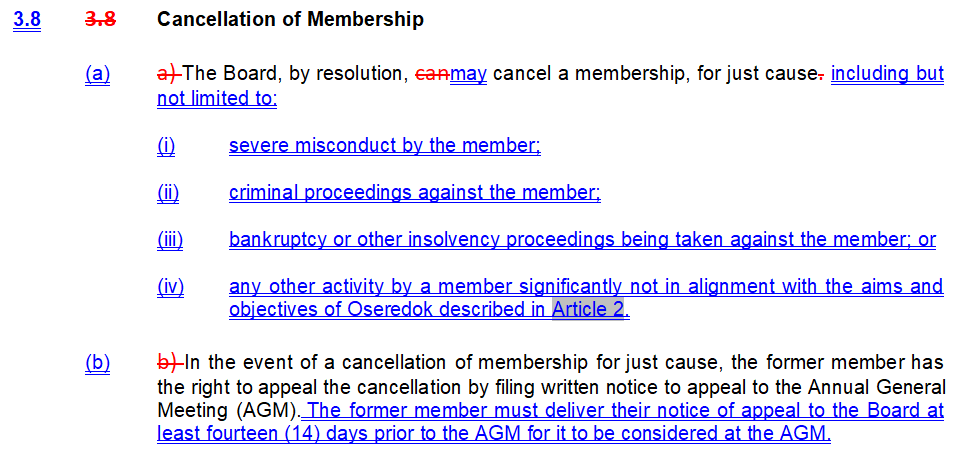 3.8 3.8 Cancellation of Membership
(a) a) The Board, by resolution, canmay cancel a membership, for just cause. including but
not limited to:
(i) severe misconduct by the member;
(ii) criminal proceedings against the member;
(iii) bankruptcy or other insolvency proceedings being taken against the member; or
(iv) any other activity by a member significantly not in alignment with the aims and
objectives of Oseredok described in Article 2.
(b) b) In the event of a cancellation of membership for just cause, the former member has
the right to appeal the cancellation by filing written notice to appeal to the Annual General
Meeting (AGM). The former member must deliver their notice of appeal to the Board at
least fourteen (14) days prior to the AGM for it to be considered at the AGM.